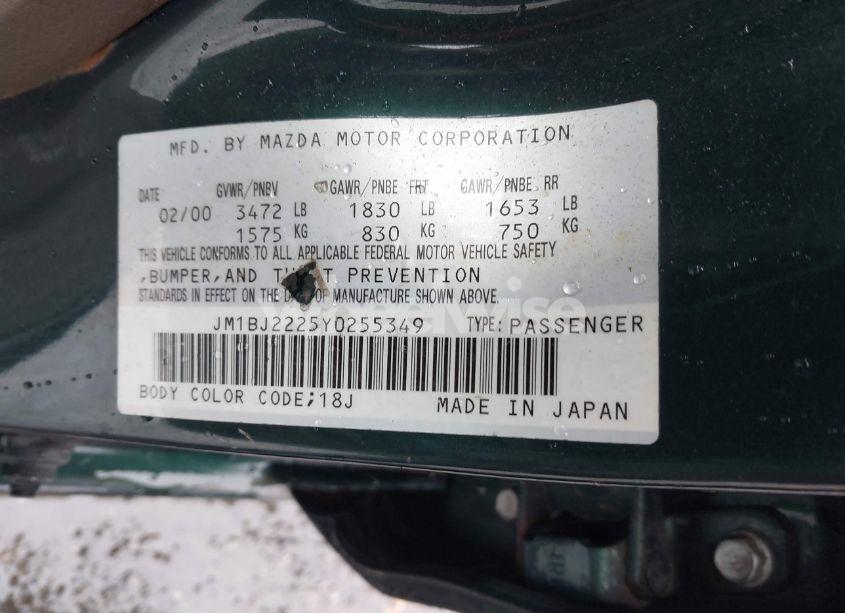 MFD. BY MAZDA MOTOR CORPORATION
DATE GVWR/PNBV GAWR/PNBE FRT GAWR/PNBE RR
02/00 3472 LB 1830 LB 1653 LB
1575 KG 830 KG 750 KG
THIS VEHICLE CONFORMS TO ALL APPLICABLE FEDERAL MOTOR VEHICLE SAFETY
,BUMPER,AND PREVENTION
STANDARDS IN EFFECT ON THE OF MANUFACTURE SHOWN ABOVE.
JM1BJ2225Y0255349 TYPE: PASSENGER
BODY COLOR CODE;18J MADE IN JAPAN